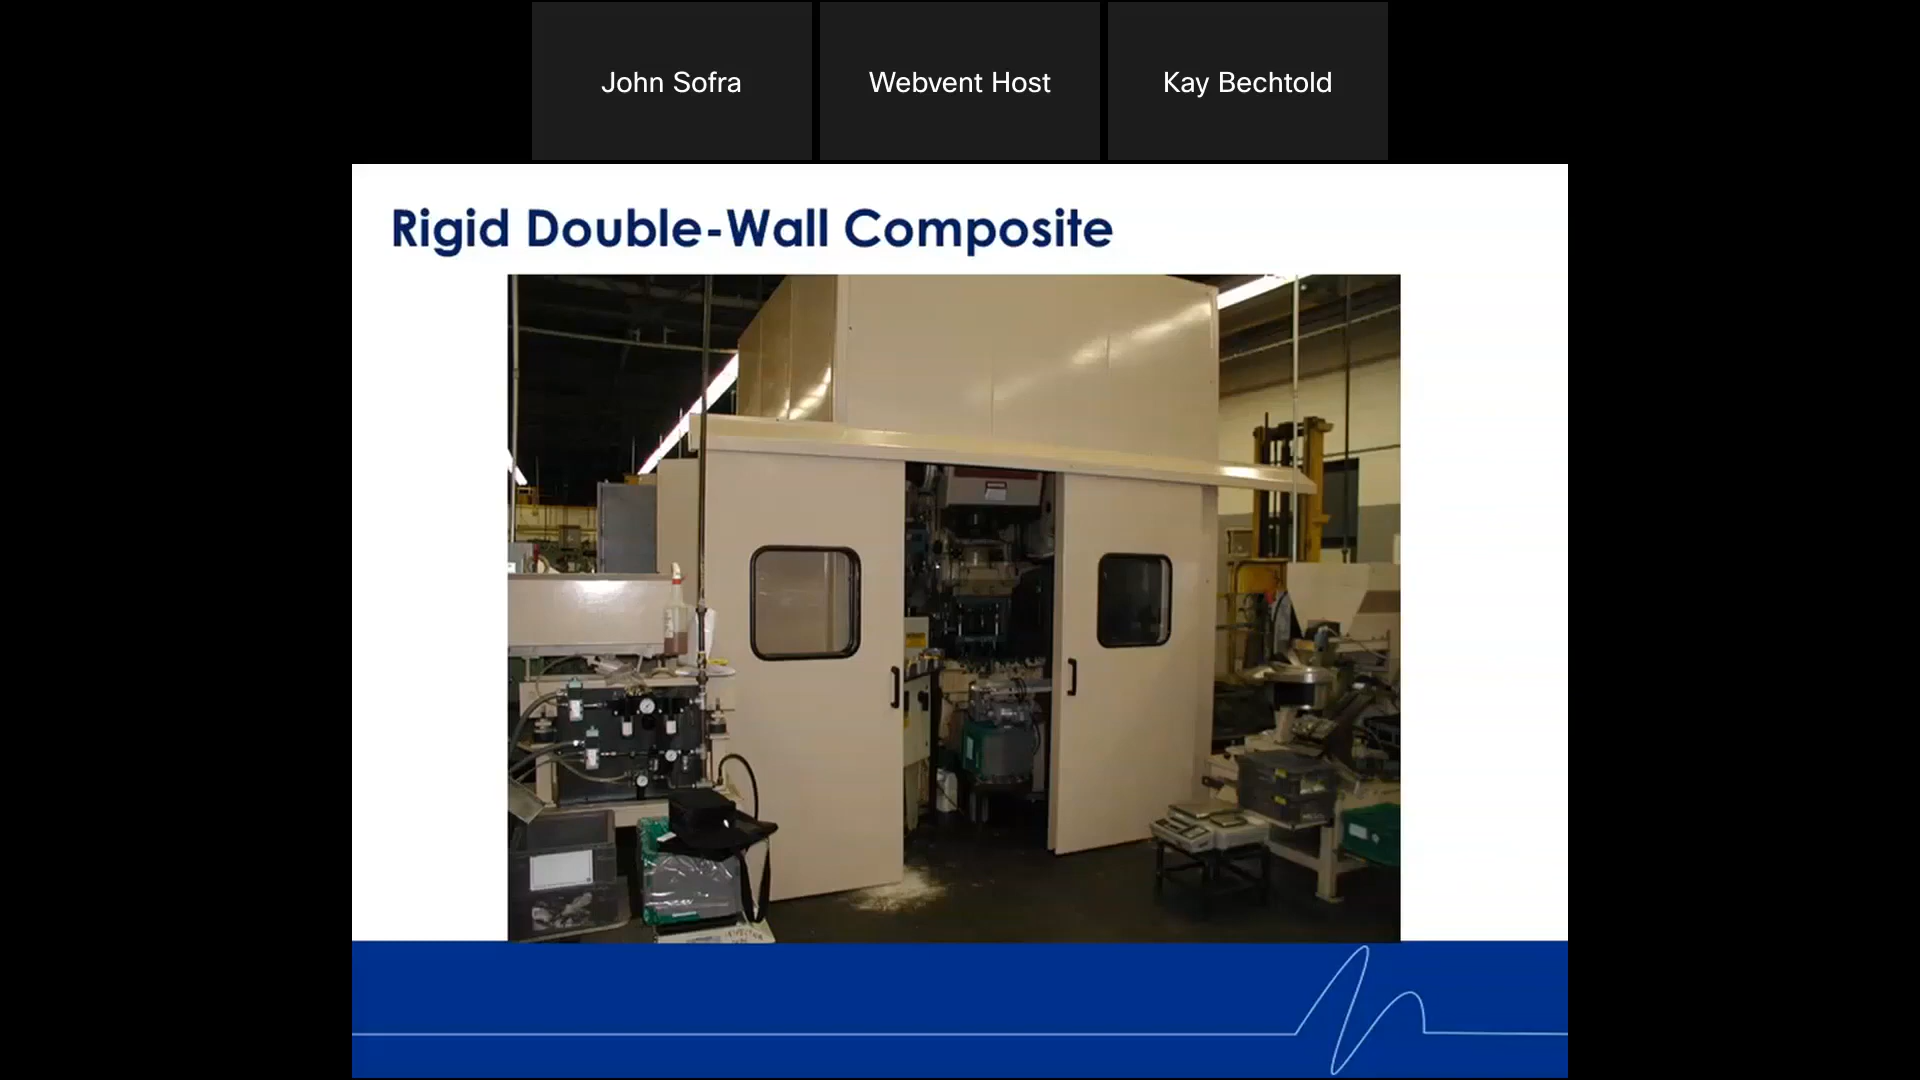 John Sofra
Webvent Host
Kay Bechtold
Rigid Double-Wall Composite